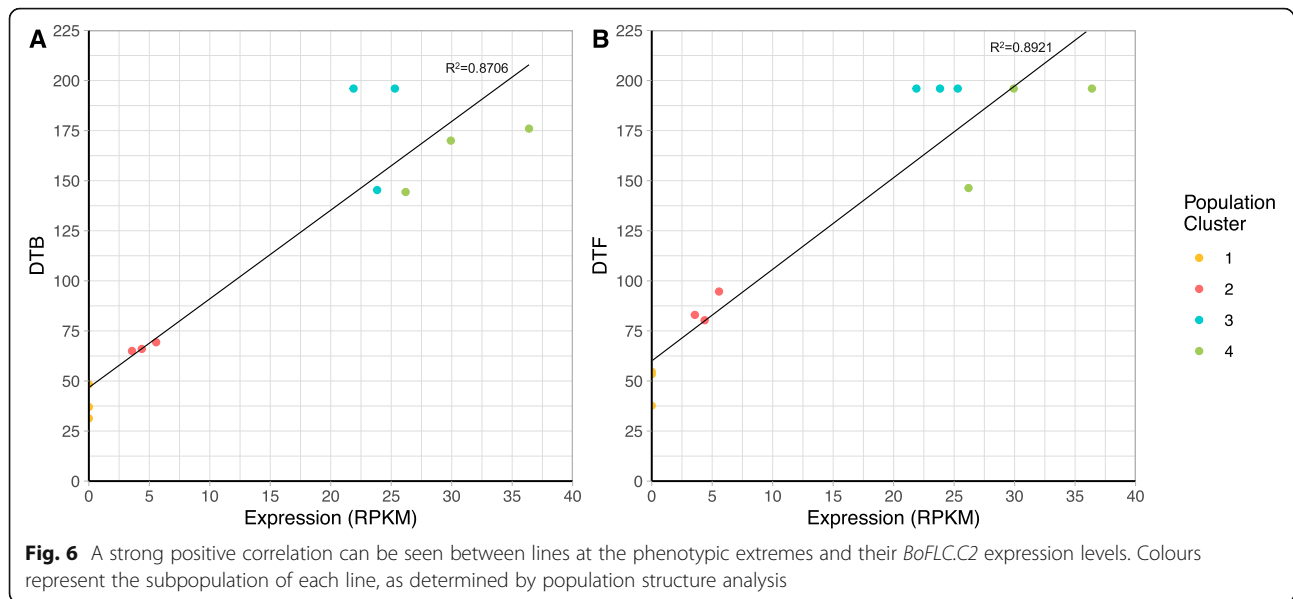 A
225
200
175
150
125
100
75
50
25
0
DTB
R²=0.8706
0 5 10 15 20 25 30 35 40
Expression (RPKM)
B
225
200
175
150
125
100
75
50
25
0
DTF
R²=0.8921
0 5 10 15 20 25 30 35 40
Expression (RPKM)
Population
Cluster
1
2
3
4
Fig. 6 A strong positive correlation can be seen between lines at the phenotypic extremes and their BoFLC.C2 expression levels. Colours
represent the subpopulation of each line, as determined by population structure analysis